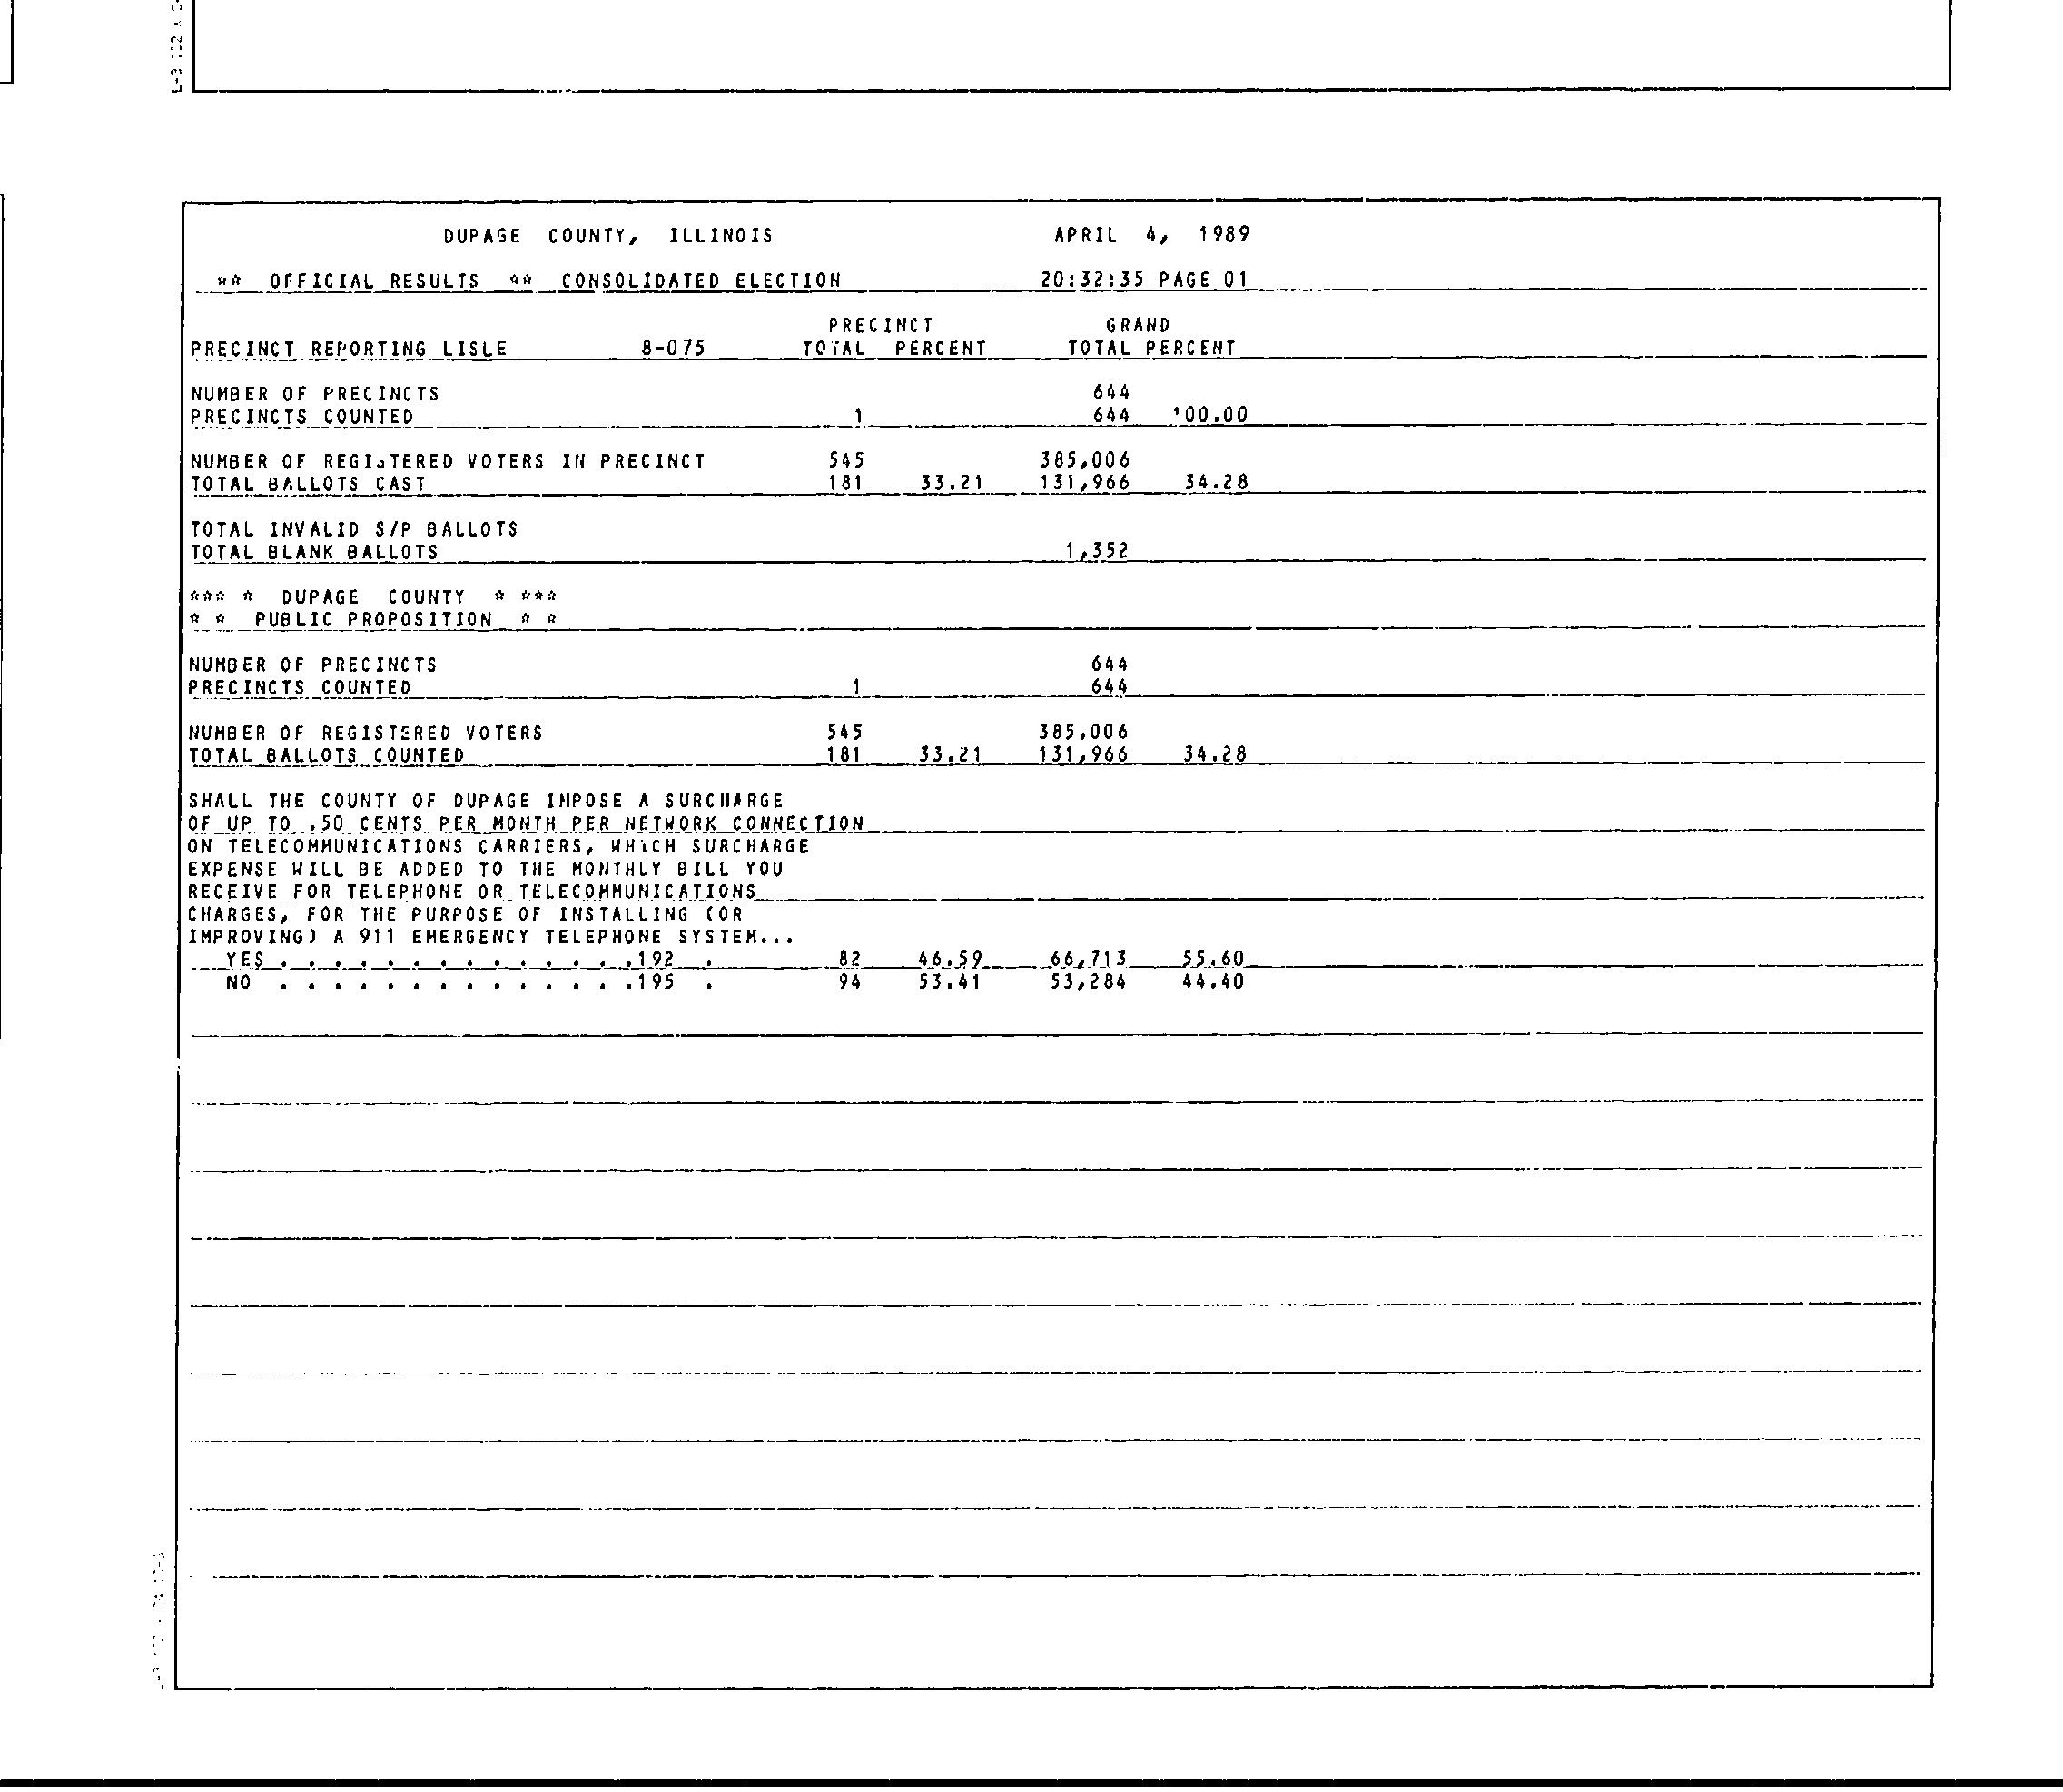 DUPAGE COUNTY, ILLINOIS APRIL 4, 1989
** OFFICIAL RESULTS ** CONSOLIDATED ELECTION 20:32:35 PAGE 01
PRECINCT GRAND
PRECINCT REPORTING LISLE 8-075 TOTAL PERCENT TOTAL PERCENT
NUMBER OF PRECINCTS 644
PRECINCTS COUNTED 1 644 100.00
NUMBER OF REGISTERED VOTERS IN PRECINCT 545 385,006
TOTAL BALLOTS CAST 181 33.21 131,966 34.28
TOTAL INVALID S/P BALLOTS
TOTAL BLANK BALLOTS 1,352
*** * DUPAGE COUNTY * ***
* * PUBLIC PROPOSITION * *
NUMBER OF PRECINCTS 644
PRECINCTS COUNTED 1 644
NUMBER OF REGISTERED VOTERS 545 385,006
TOTAL BALLOTS COUNTED 181 33.21 131,966 34.28
SHALL THE COUNTY OF DUPAGE IMPOSE A SURCHARGE
OF UP TO .50 CENTS PER MONTH PER NETWORK CONNECTION
ON TELECOMMUNICATIONS CARRIERS, WHICH SURCHARGE
EXPENSE WILL BE ADDED TO THE MONTHLY BILL YOU
RECEIVE FOR TELEPHONE OR TELECOMMUNICATIONS
CHARGES, FOR THE PURPOSE OF INSTALLING (OR
IMPROVING) A 911 EMERGENCY TELEPHONE SYSTEM...
YES . . . . . . . . . . . . . .192 . 82 46.59 66,713 55.60
NO . . . . . . . . . . . . . .195 . 94 53.41 53,284 44.40